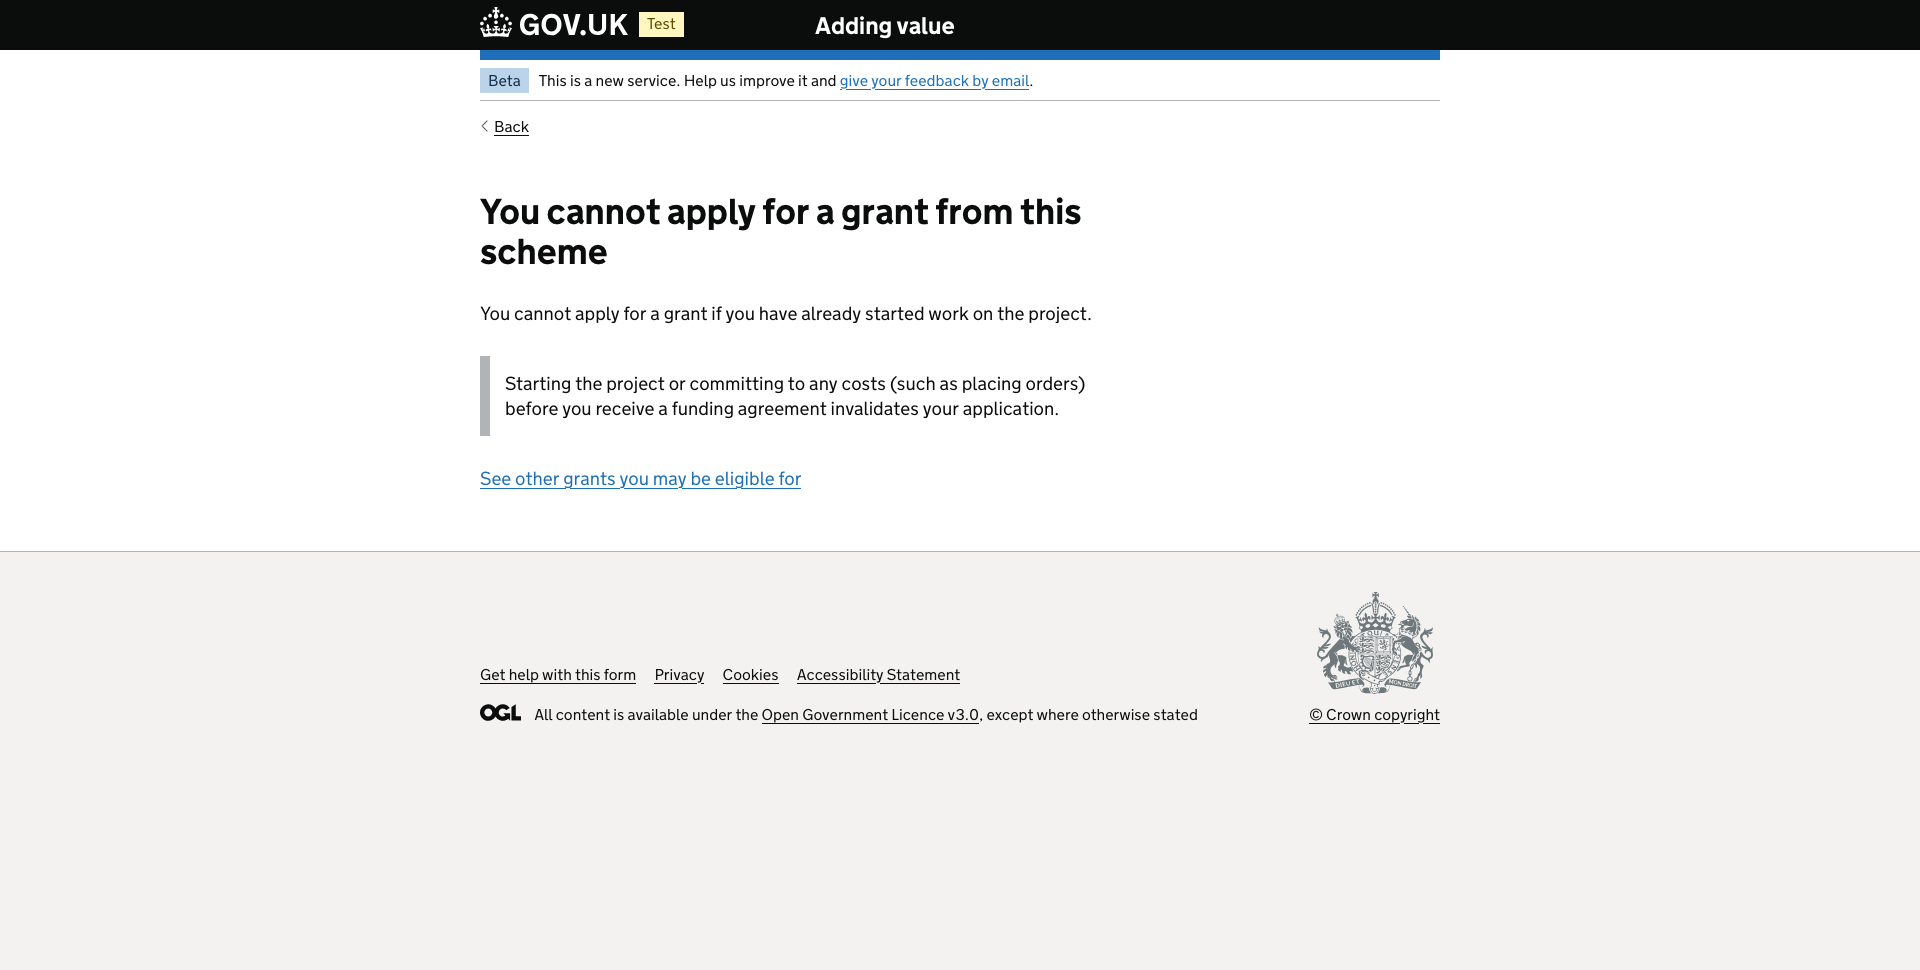 GOV.UK Test Adding value
Beta This is a new service. Help us improve it and give your feedback by email.
Back
You cannot apply for a grant from this
scheme
You cannot apply for a grant if you have already started work on the project.
Starting the project or committing to any costs (such as placing orders)
before you receive a funding agreement invalidates your application.
See other grants you may be eligible for
Get help with this form Privacy Cookies Accessibility Statement
OGL All content is available under the Open Government Licence v3.0, except where otherwise stated
© Crown copyright